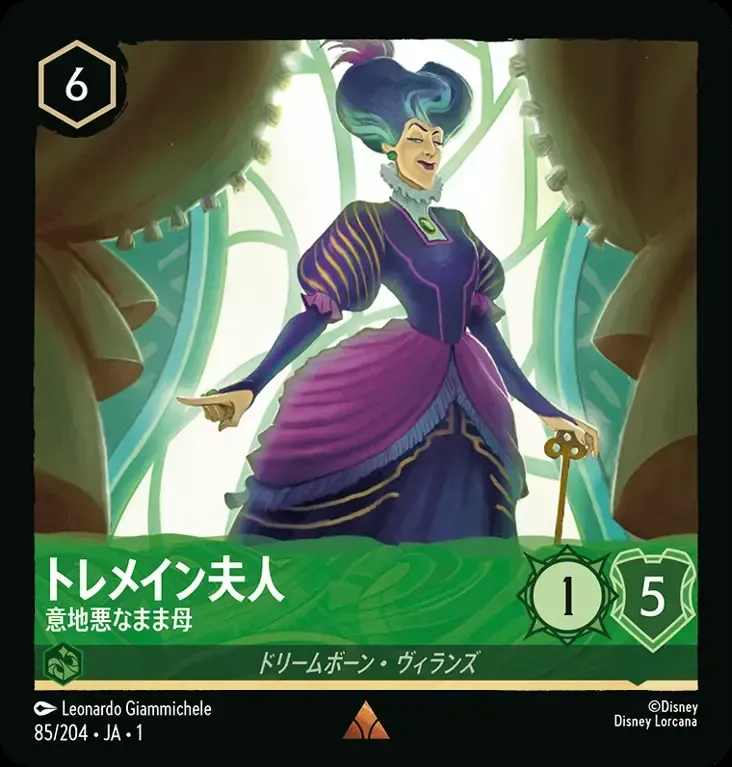 6
トレメイン夫人
意地悪なまま母
1
5
ドリームボーン・ヴィランズ
Leonardo Giammichele
©Disney
85/204・JA・1
Disney Lorcana